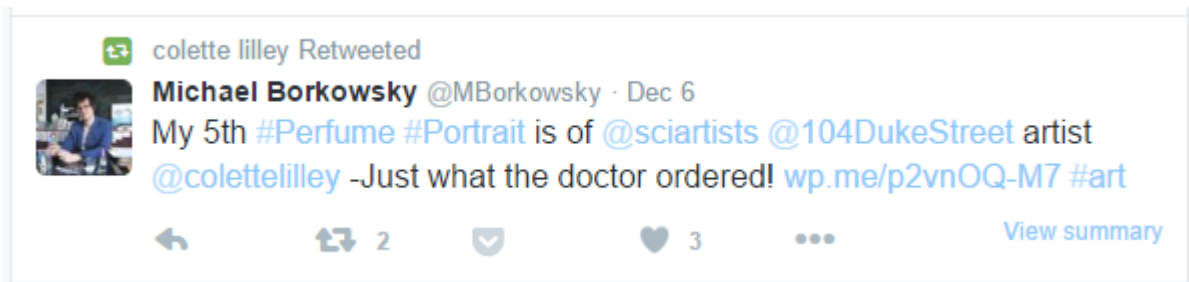 colette lilley Retweeted
Michael Borkowsky @MBorkowsky · Dec 6
My 5th #Perfume #Portrait is of @sciartists @104DukeStreet artist
@colettelilley -Just what the doctor ordered! wp.me/p2vnOQ-M7 #art
2 3 View summary